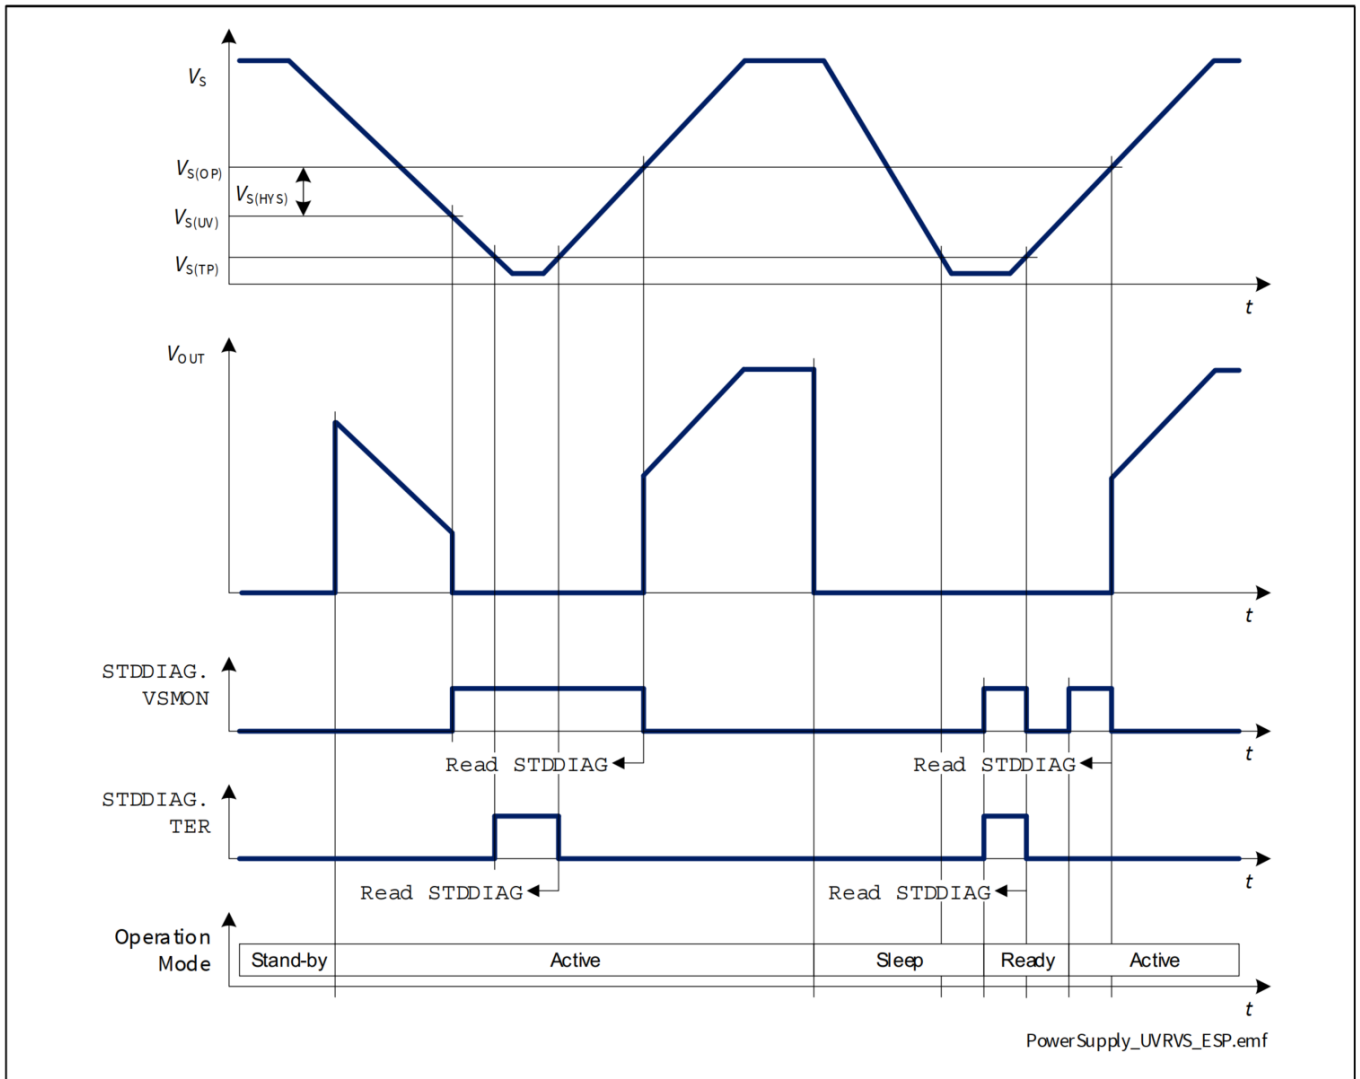 VS
VS(OP)
VS(HYS)
VS(UV)
VS(TP)
t
VOUT
t
STDDIAG.
VSMON
t
Read STDDIAG
Read STDDIAG
STDDIAG.
TER
t
Read STDDIAG
Read STDDIAG
Operation
Mode
Stand-by
Active
Sleep
Ready
Active
t
PowerSupply_UVRVS_ESP.emf